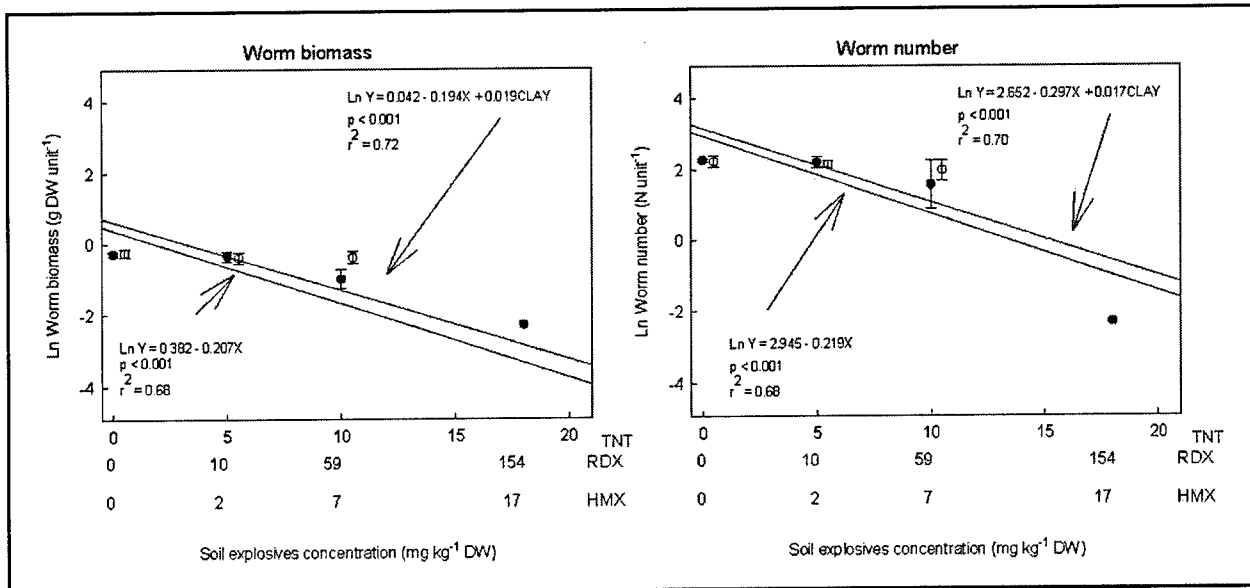 Worm biomass
Ln Worm biomass (g DW unit⁻¹)
4
2
0
-2
-4
Ln Y = 0.042 - 0.194X + 0.019CLAY
p < 0.001
r² = 0.72
Ln Y = 0.382 - 0.207X
p < 0.001
r² = 0.68
0 5 10 15 20 TNT
0 10 59 154 RDX
0 2 7 17 HMX
Soil explosives concentration (mg kg⁻¹ DW)
Worm number
Ln Worm number (N unit⁻¹)
4
2
0
-2
-4
Ln Y = 2.652 - 0.297X + 0.017CLAY
p < 0.001
r² = 0.70
Ln Y = 2.945 - 0.219X
p < 0.001
r² = 0.68
0 5 10 15 20 TNT
0 10 59 154 RDX
0 2 7 17 HMX
Soil explosives concentration (mg kg⁻¹ DW)